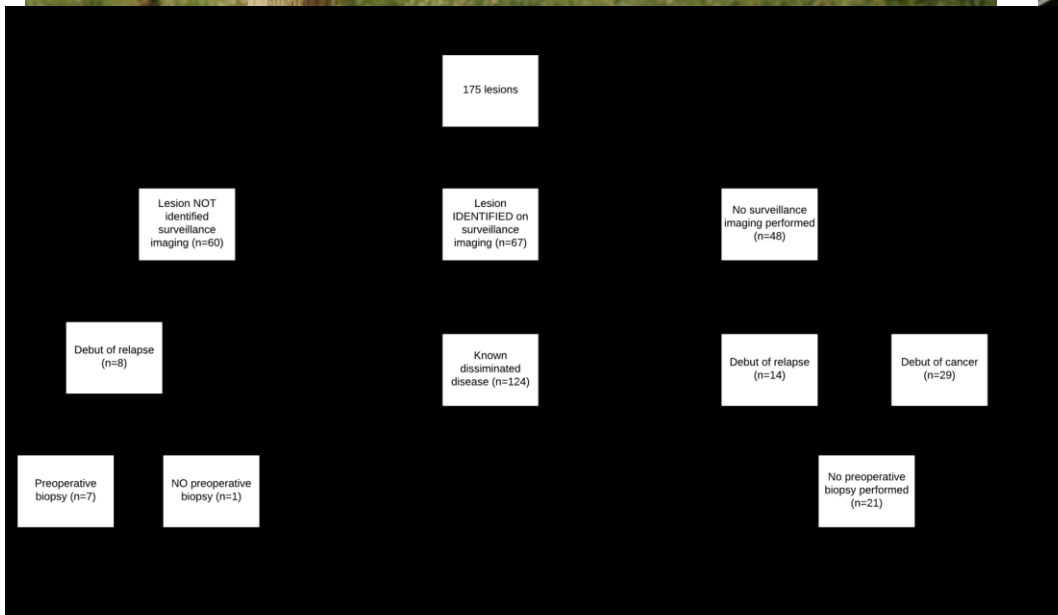 175 lesions
Lesion NOT
identified
surveillance
imaging (n=60)
Lesion
IDENTIFIED on
surveillance
imaging (n=67)
No surveillance
imaging performed
(n=48)
Debut of relapse
(n=8)
Known
dissiminated
disease (n=124)
Debut of relapse
(n=14)
Debut of cancer
(n=29)
Preoperative
biopsy (n=7)
NO preoperative
biopsy (n=1)
No preoperative
biopsy performed
(n=21)